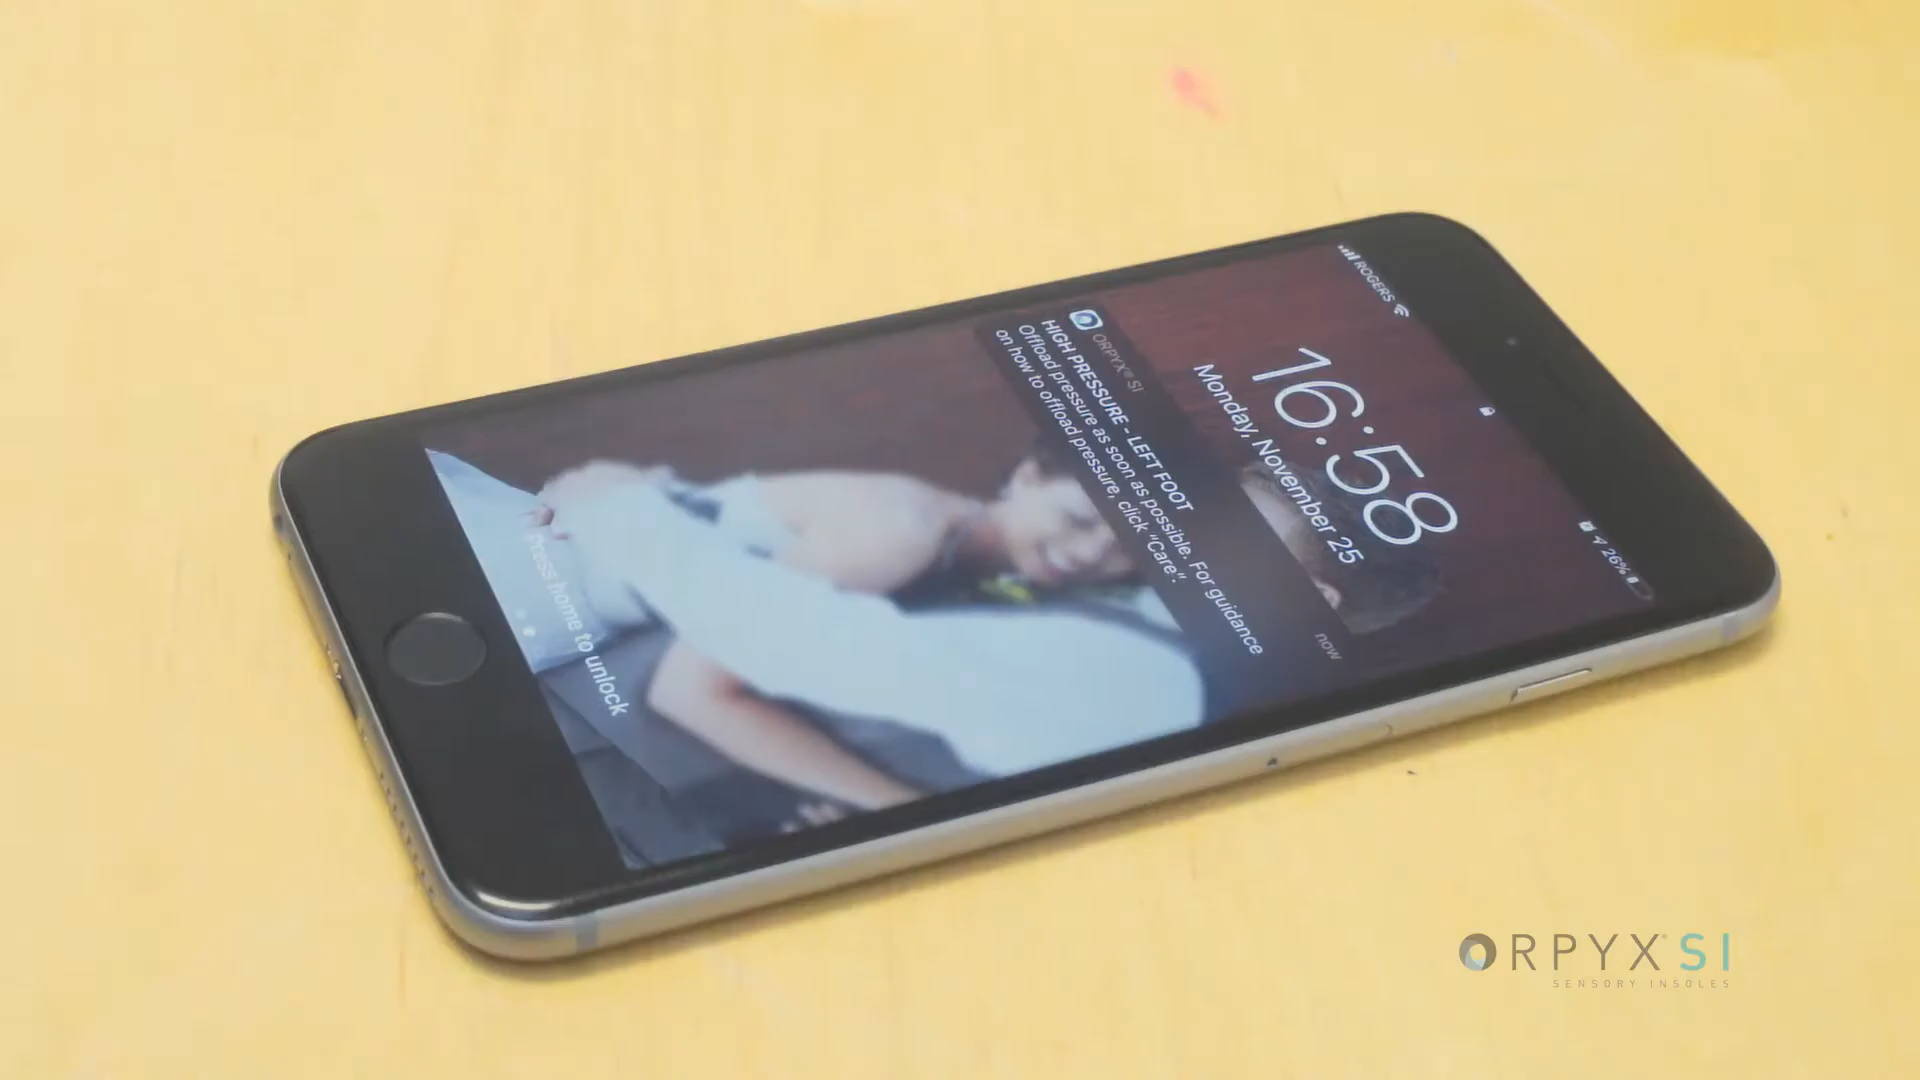 ROGERS
26%
16:58
Monday, November 25
ORPYX® SI
now
HIGH PRESSURE - LEFT FOOT
Offload pressure as soon as possible. For guidance
on how to offload pressure, click "Care".
Press home to unlock
ORPYX® SI
SENSORY INSOLES